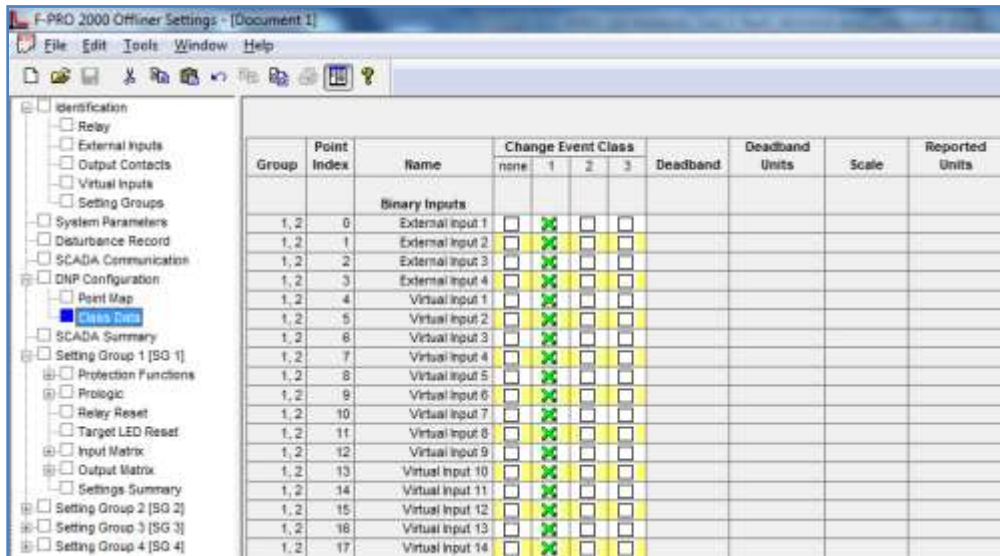 F-PRO 2000 Offliner Settings - [Document 1]
File Edit Tools Window Help
Identification
Relay
External Inputs
Output Contacts
Virtual Inputs
Setting Groups
System Parameters
Disturbance Record
SCADA Communication
DNP Configuration
Point Map
Class Data
SCADA Summary
Setting Group 1 [SG 1]
Protection Functions
Prologic
Relay Reset
Target LED Reset
Input Matrix
Output Matrix
Settings Summary
Setting Group 2 [SG 2]
Setting Group 3 [SG 3]
Setting Group 4 [SG 4]
Group Point Index Name Change Event Class Deadband Deadband Units Scale Reported Units
none 1 2 3
Binary Inputs
1, 2 0 External Input 1
1, 2 1 External Input 2
1, 2 2 External Input 3
1, 2 3 External Input 4
1, 2 4 Virtual Input 1
1, 2 5 Virtual Input 2
1, 2 6 Virtual Input 3
1, 2 7 Virtual Input 4
1, 2 8 Virtual Input 5
1, 2 9 Virtual Input 6
1, 2 10 Virtual Input 7
1, 2 11 Virtual Input 8
1, 2 12 Virtual Input 9
1, 2 13 Virtual Input 10
1, 2 14 Virtual Input 11
1, 2 15 Virtual Input 12
1, 2 16 Virtual Input 13
1, 2 17 Virtual Input 14